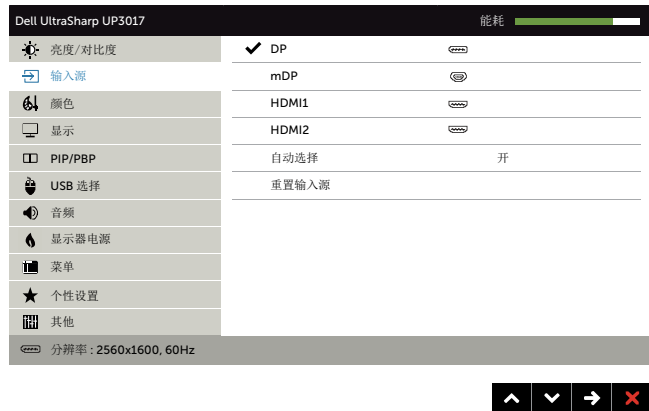 Dell UltraSharp UP3017 能耗
亮度/对比度
输入源
颜色
显示
PIP/PBP
USB 选择
音频
显示器电源
菜单
个性设置
其他
DP
mDP
HDMI1
HDMI2
自动选择 开
重置输入源
分辨率 : 2560x1600, 60Hz